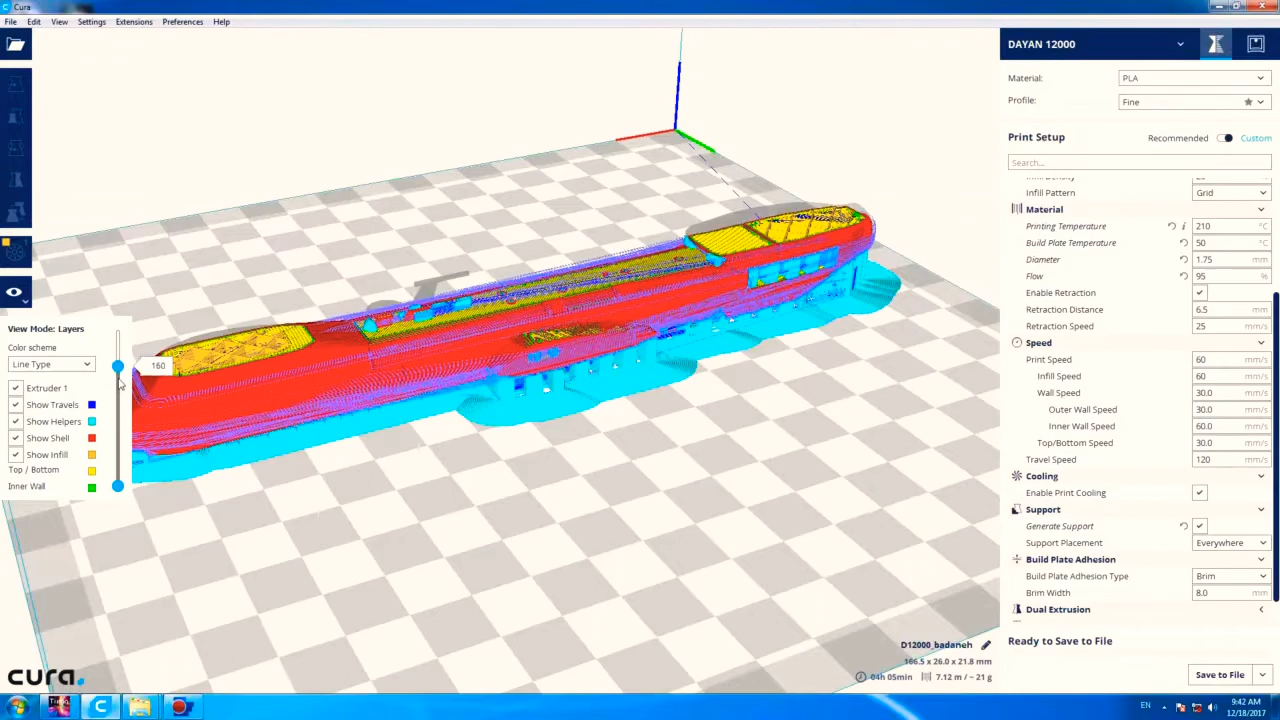 Cura
File Edit View Settings Extensions Preferences Help
DAYAN 12000
Material: PLA
Profile: Fine
Print Setup Recommended Custom
Search...
Infill Pattern Grid
Material
Printing Temperature 210 °C
Build Plate Temperature 50 °C
Diameter 1.75 mm
Flow 95 %
Enable Retraction
Retraction Distance 6.5 mm
Retraction Speed 25 mm/s
Speed
Print Speed 60 mm/s
Infill Speed 60 mm/s
Wall Speed 30.0 mm/s
Outer Wall Speed 30.0 mm/s
Inner Wall Speed 60.0 mm/s
Top/Bottom Speed 30.0 mm/s
Travel Speed 120 mm/s
Cooling
Enable Print Cooling
Support
Generate Support
Support Placement Everywhere
Build Plate Adhesion
Build Plate Adhesion Type Brim
Brim Width 8.0 mm
Dual Extrusion
Ready to Save to File
Save to File
View Mode: Layers
Color scheme
Line Type
160
Extruder 1
Show Travels
Show Helpers
Show Shell
Show Infill
Top / Bottom
Inner Wall
D12000_badaneh
166.5 x 26.0 x 21.8 mm
04h 05min 7.12 m / ~ 21 g
cura.
EN
9:42 AM
12/18/2017